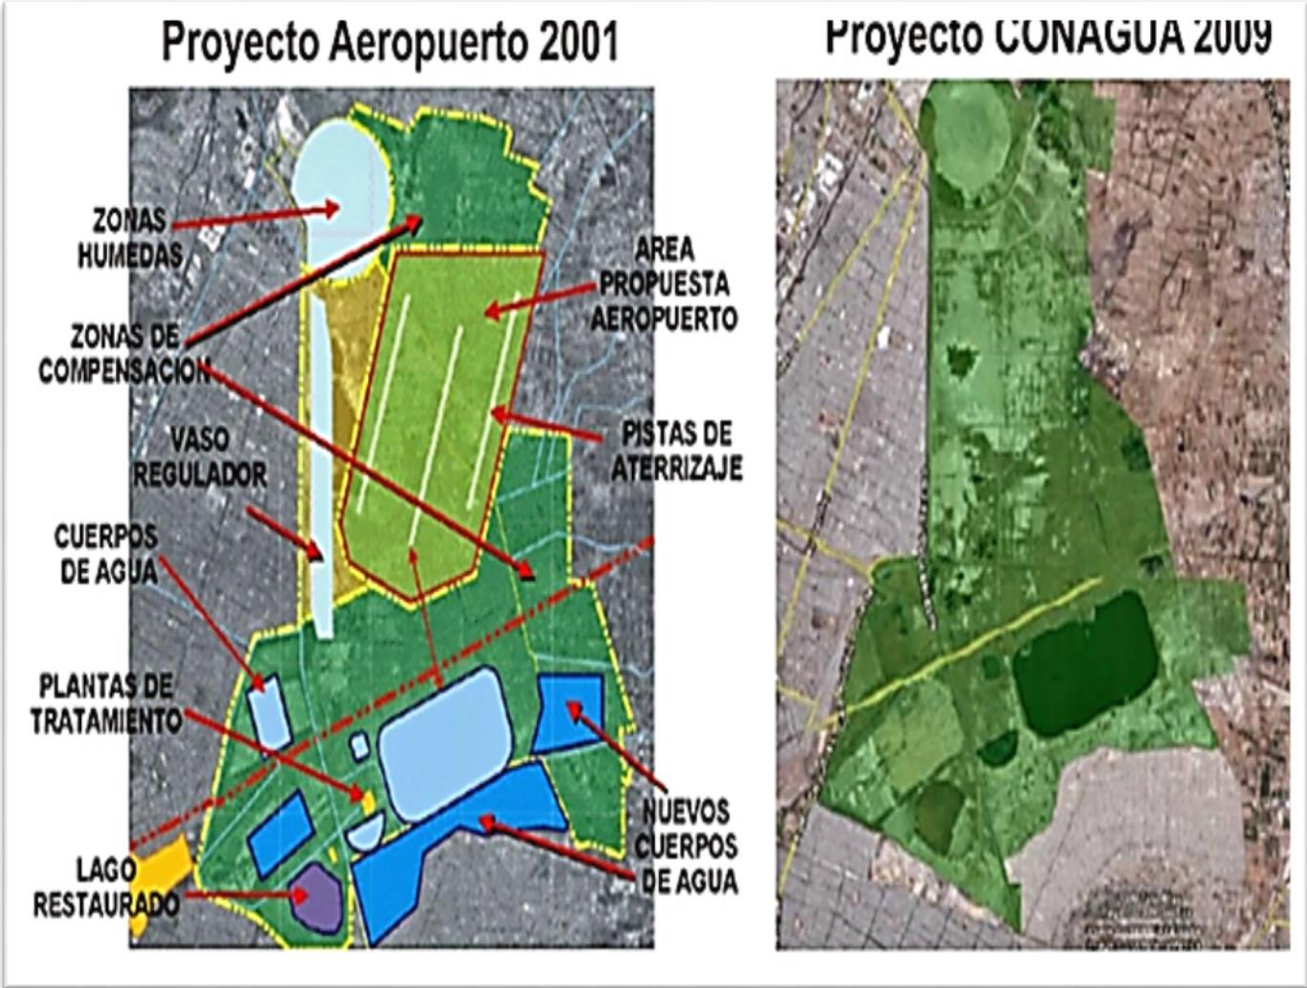 Proyecto Aeropuerto 2001
Proyecto CONAGUA 2009
ZONAS
HUMEDAS
ZONAS DE
COMPENSACION
VASO
REGULADOR
CUERPOS
DE AGUA
PLANTAS DE
TRATAMIENTO
LAGO
RESTAURADO
AREA
PROPUESTA
AEROPUERTO
PISTAS DE
ATERRIZAJE
NUEVOS
CUERPOS
DE AGUA